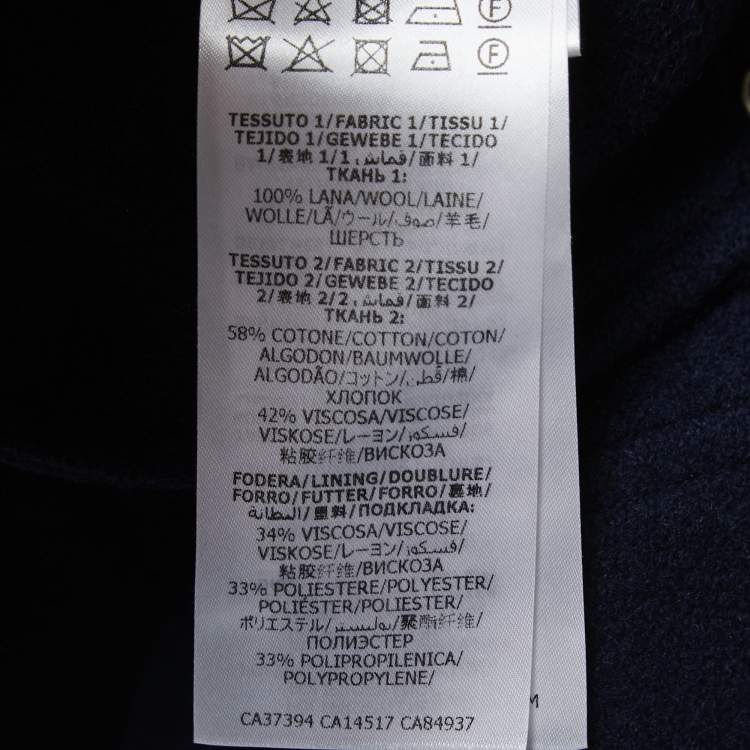 F
F
TESSUTO 1/FABRIC 1/TISSU 1/
TEJIDO 1/GEWEBE 1/TECIDO
1/表地 1/قماش 1/面料 1/
ТКАНЬ 1:
100% LANA/WOOL/LAINE/
WOLLE/LÃ/ウール/صوف/羊毛/
ШЕРСТЬ
TESSUTO 2/FABRIC 2/TISSU 2/
TEJIDO 2/GEWEBE 2/TECIDO
2/表地 2/قماش 2/面料 2/
ТКАНЬ 2:
58% COTONE/COTTON/COTON/
ALGODON/BAUMWOLLE/
ALGODÃO/コットン/قطن/棉/
ХЛОПОК
42% VISCOSA/VISCOSE/
VISKOSE/レーヨン/فسكوز/
粘胶纤维/ВИСКОЗА
FODERA/LINING/DOUBLURE/
FORRO/FUTTER/FORRO/裏地/
البطانة/里料/ПОДКЛАДКА:
34% VISCOSA/VISCOSE/
VISKOSE/レーヨン/فسكوز/
粘胶纤维/ВИСКОЗА
33% POLIESTERE/POLYESTER/
POLIÉSTER/POLIESTER/
ポリエステル/بوليستر/聚酯纤维/
ПОЛИЭСТЕР
33% POLIPROPILENICA/
POLYPROPYLENE/
M
CA37394 CA14517 CA84937